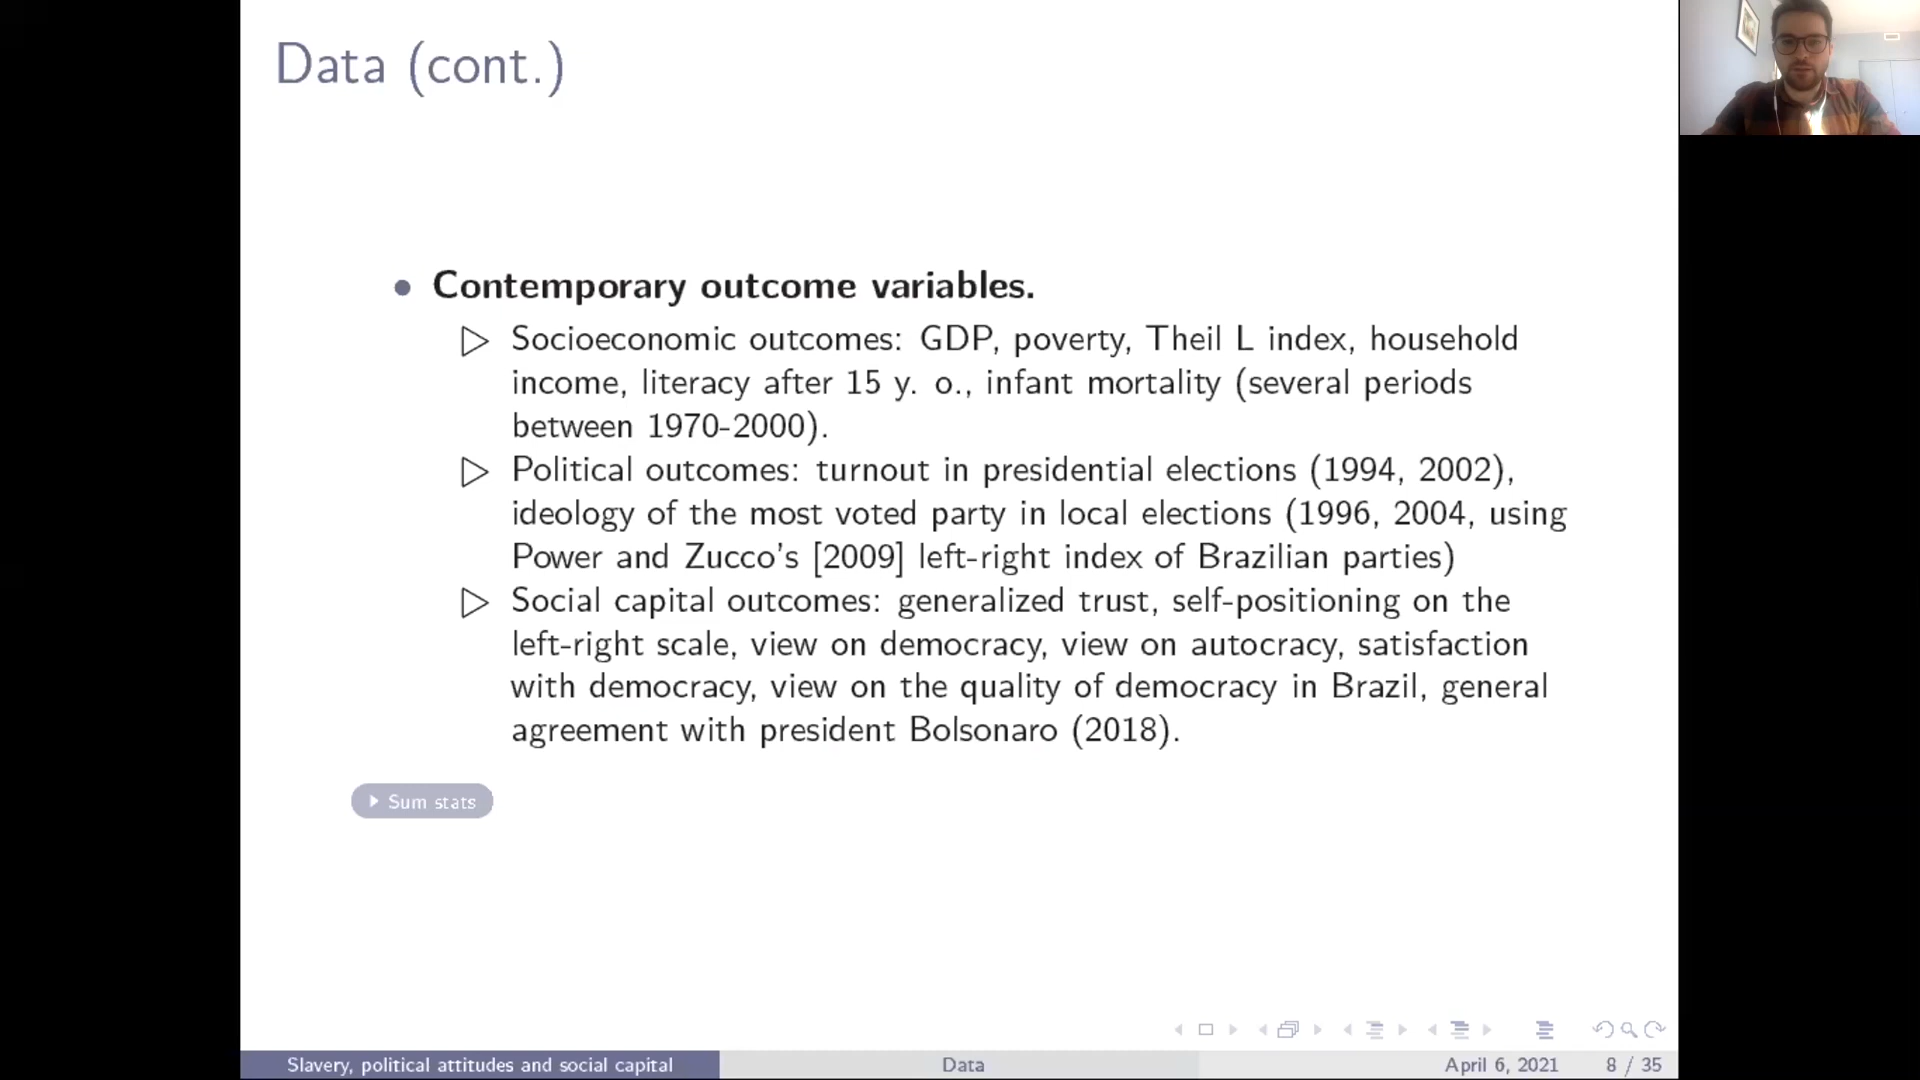 Data (cont.)
• Contemporary outcome variables.
▷ Socioeconomic outcomes: GDP, poverty, Theil L index, household
income, literacy after 15 y. o., infant mortality (several periods
between 1970-2000).
▷ Political outcomes: turnout in presidential elections (1994, 2002),
ideology of the most voted party in local elections (1996, 2004, using
Power and Zucco's [2009] left-right index of Brazilian parties)
▷ Social capital outcomes: generalized trust, self-positioning on the
left-right scale, view on democracy, view on autocracy, satisfaction
with democracy, view on the quality of democracy in Brazil, general
agreement with president Bolsonaro (2018).
Sum stats
Slavery, political attitudes and social capital
Data
April 6, 2021
8 / 35